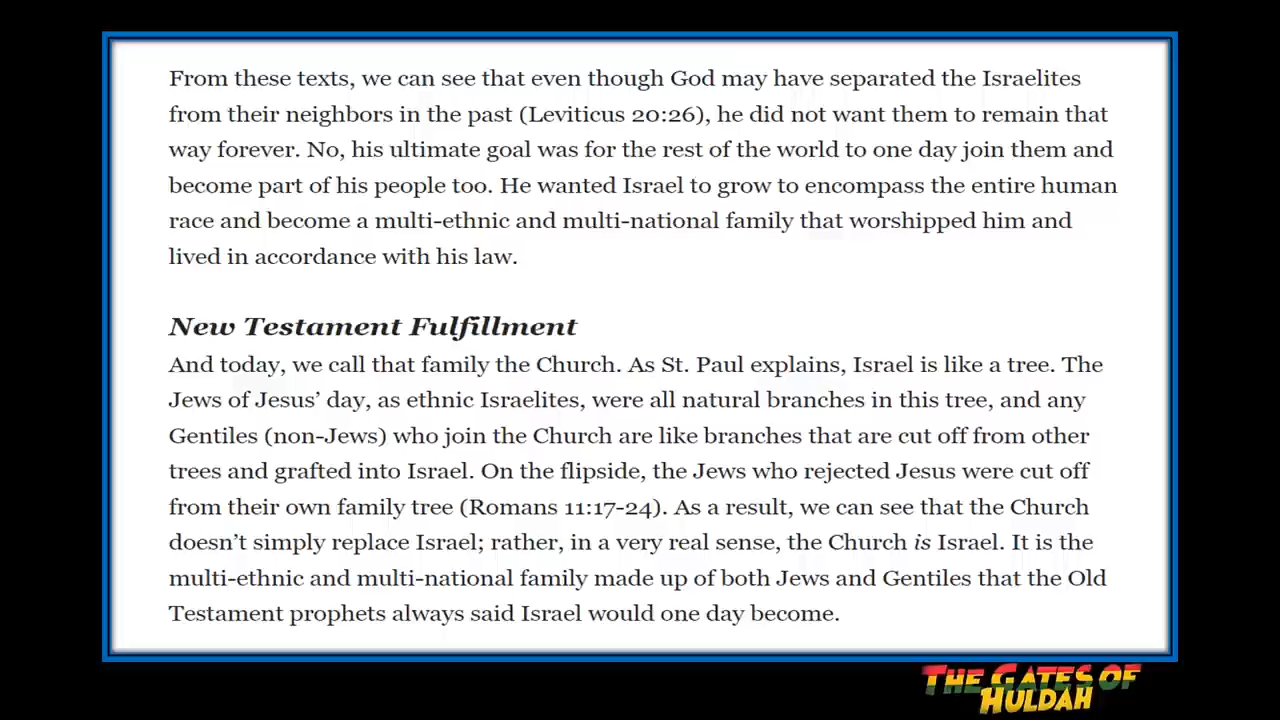 From these texts, we can see that even though God may have separated the Israelites
from their neighbors in the past (Leviticus 20:26), he did not want them to remain that
way forever. No, his ultimate goal was for the rest of the world to one day join them and
become part of his people too. He wanted Israel to grow to encompass the entire human
race and become a multi-ethnic and multi-national family that worshipped him and
lived in accordance with his law.
New Testament Fulfillment
And today, we call that family the Church. As St. Paul explains, Israel is like a tree. The
Jews of Jesus’ day, as ethnic Israelites, were all natural branches in this tree, and any
Gentiles (non-Jews) who join the Church are like branches that are cut off from other
trees and grafted into Israel. On the flipside, the Jews who rejected Jesus were cut off
from their own family tree (Romans 11:17-24). As a result, we can see that the Church
doesn’t simply replace Israel; rather, in a very real sense, the Church is Israel. It is the
multi-ethnic and multi-national family made up of both Jews and Gentiles that the Old
Testament prophets always said Israel would one day become.
THE GATES OF
HULDAH